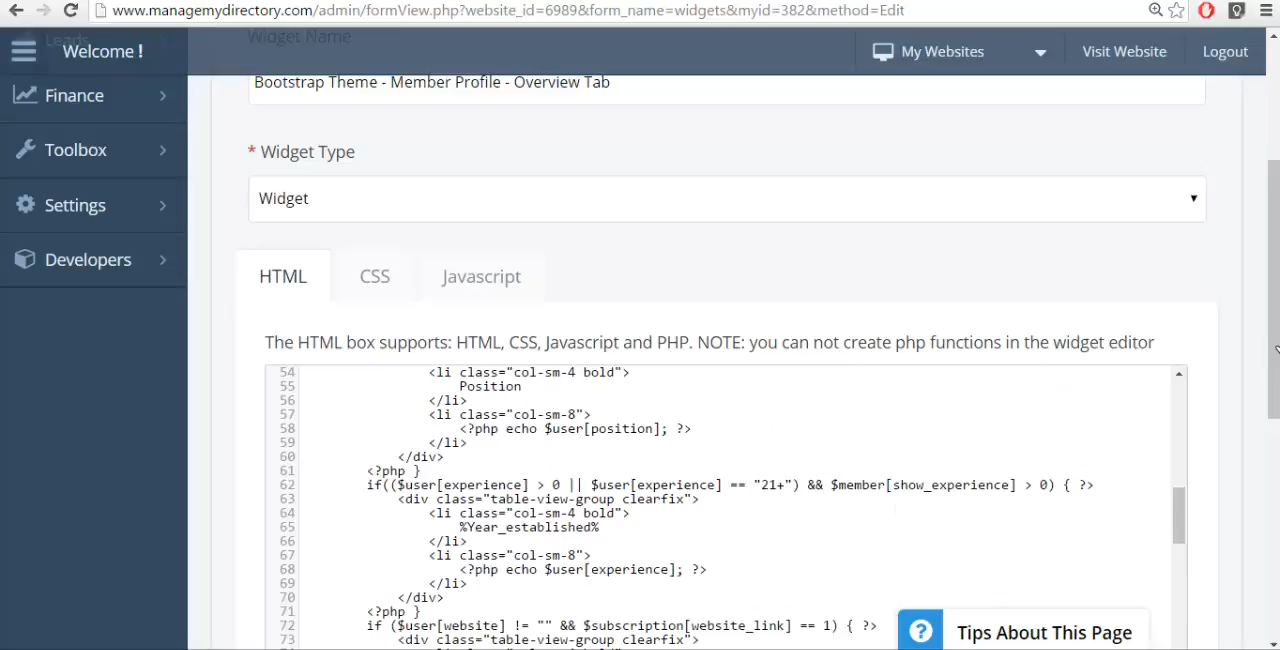 www.managemydirectory.com/admin/formView.php?website_id=6989&form_name=widgets&myid=382&method=Edit
Leads
Welcome !
Widget Name
My Websites
Visit Website
Logout
Finance
Bootstrap Theme - Member Profile - Overview Tab
Toolbox
* Widget Type
Settings
Widget
Developers
HTML
CSS
Javascript
The HTML box supports: HTML, CSS, Javascript and PHP. NOTE: you can not create php functions in the widget editor
54 <li class="col-sm-4 bold">
55 Position
56 </li>
57 <li class="col-sm-8">
58 <?php echo $user[position]; ?>
59 </li>
60 </div>
61 <?php }
62 if(($user[experience] > 0 || $user[experience] == "21+") && $member[show_experience] > 0) { ?>
63 <div class="table-view-group clearfix">
64 <li class="col-sm-4 bold">
65 %Year_established%
66 </li>
67 <li class="col-sm-8">
68 <?php echo $user[experience]; ?>
69 </li>
70 </div>
71 <?php }
72 if ($user[website] != "" && $subscription[website_link] == 1) { ?>
73 <div class="table-view-group clearfix">
? Tips About This Page